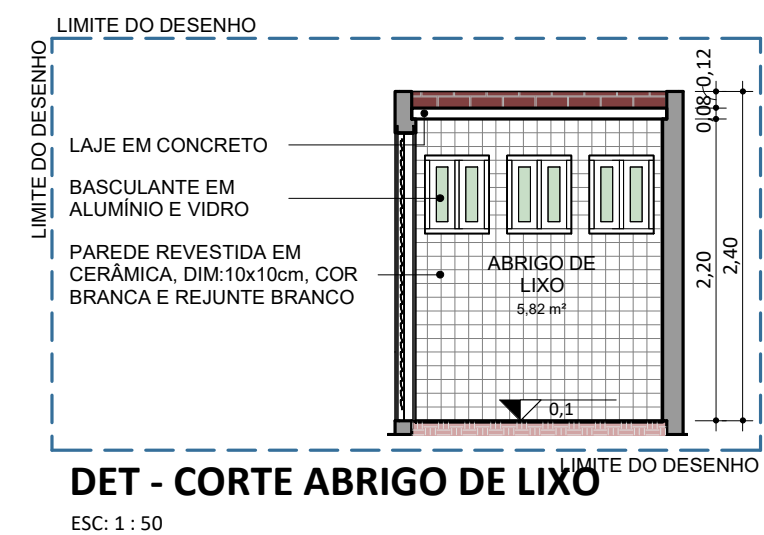 LIMITE DO DESENHO
LIMITE DO DESENHO
LAJE EM CONCRETO
BASCULANTE EM
ALUMÍNIO E VIDRO
PAREDE REVESTIDA EM
CERÂMICA, DIM:10x10cm, COR
BRANCA E REJUNTE BRANCO
ABRIGO DE
LIXO
5,82 m²
0,1
0,12
0,08
2,20
2,40
LIMITE DO DESENHO
DET - CORTE ABRIGO DE LIXO
ESC: 1 : 50